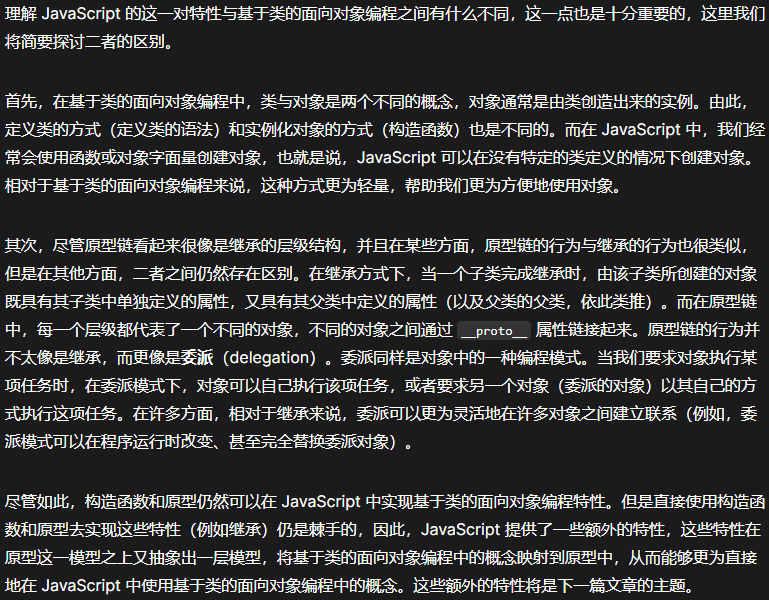 理解 JavaScript 的这一对特性与基于类的面向对象编程之间有什么不同，这一点也是十分重要的，这里我们
将简要探讨二者的区别。
首先，在基于类的面向对象编程中，类与对象是两个不同的概念，对象通常是由类创造出来的实例。由此，
定义类的方式（定义类的语法）和实例化对象的方式（构造函数）也是不同的。而在 JavaScript 中，我们经
常会使用函数或对象字面量创建对象，也就是说，JavaScript 可以在没有特定的类定义的情况下创建对象。
相对于基于类的面向对象编程来说，这种方式更为轻量，帮助我们更为方便地使用对象。
其次，尽管原型链看起来很像是继承的层级结构，并且在某些方面，原型链的行为与继承的行为也很类似，
但是在其他方面，二者之间仍然存在区别。在继承方式下，当一个子类完成继承时，由该子类所创建的对象
既具有其子类中单独定义的属性，又具有其父类中定义的属性（以及父类的父类，依此类推）。而在原型链
中，每一个层级都代表了一个不同的对象，不同的对象之间通过 __proto__ 属性链接起来。原型链的行为并
不太像是继承，而更像是委派（delegation）。委派同样是对象中的一种编程模式。当我们要求对象执行某
项任务时，在委派模式下，对象可以自己执行该项任务，或者要求另一个对象（委派的对象）以其自己的方
式执行这项任务。在许多方面，相对于继承来说，委派可以更为灵活地在许多对象之间建立联系（例如，委
派模式可以在程序运行时改变、甚至完全替换委派对象）。
尽管如此，构造函数和原型仍然可以在 JavaScript 中实现基于类的面向对象编程特性。但是直接使用构造函
数和原型去实现这些特性（例如继承）仍是棘手的，因此，JavaScript 提供了一些额外的特性，这些特性在
原型这一模型之上又抽象出一层模型，将基于类的面向对象编程中的概念映射到原型中，从而能够更为直接
地在 JavaScript 中使用基于类的面向对象编程中的概念。这些额外的特性将是下一篇文章的主题。